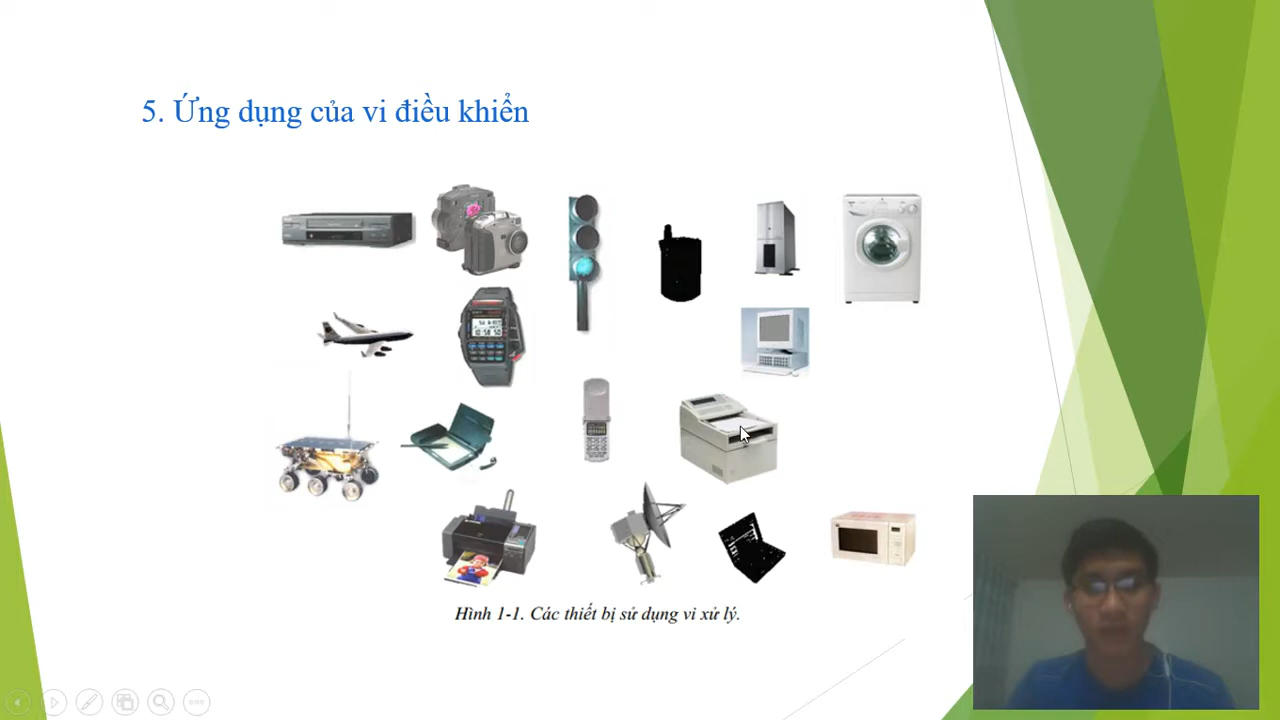 5. Ứng dụng của vi điều khiển
Hình 1-1. Các thiết bị sử dụng vi xử lý.